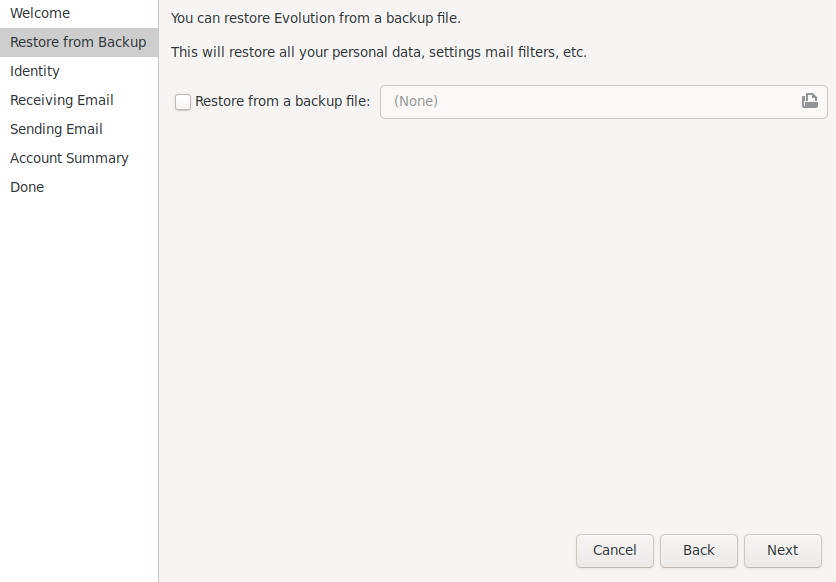 Welcome
Restore from Backup
Identity
Receiving Email
Sending Email
Account Summary
Done
You can restore Evolution from a backup file.
This will restore all your personal data, settings mail filters, etc.
Restore from a backup file: (None)
Cancel Back Next